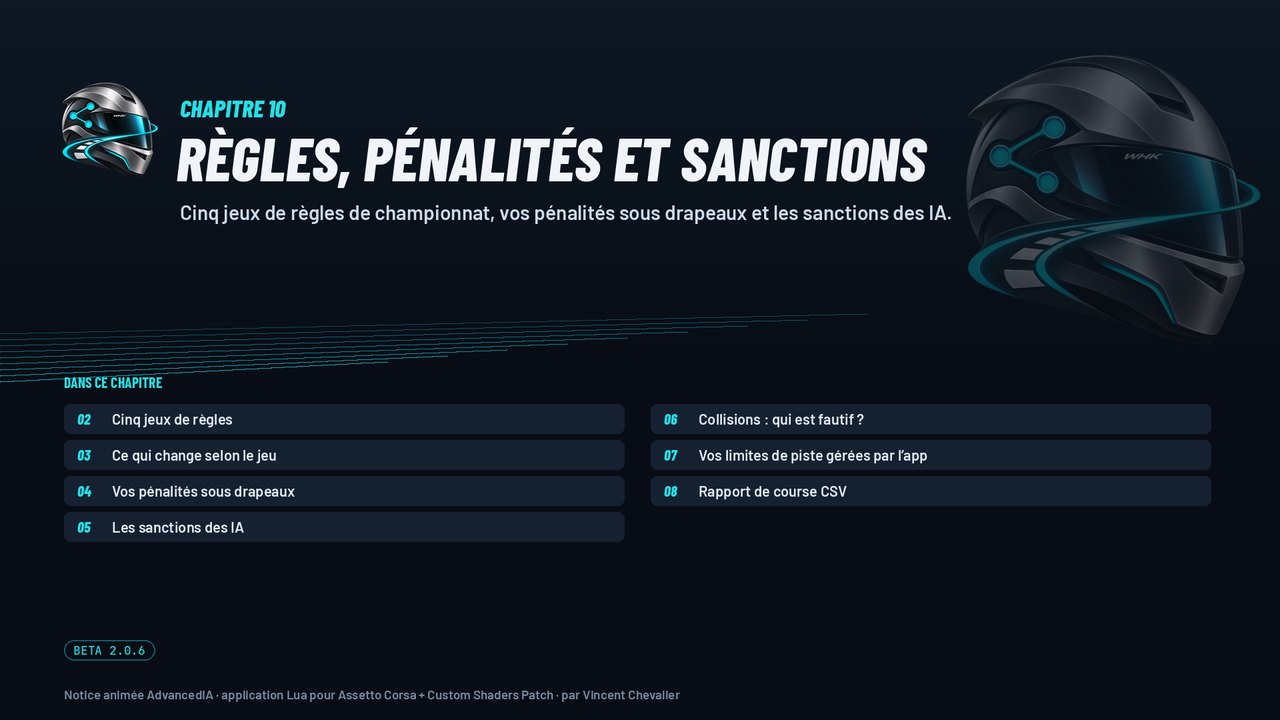 CHAPITRE 10
RÈGLES, PÉNALITÉS ET SANCTIONS
Cinq jeux de règles de championnat, vos pénalités sous drapeaux et les sanctions des IA.
WHK
DANS CE CHAPITRE
02 Cinq jeux de règles
03 Ce qui change selon le jeu
04 Vos pénalités sous drapeaux
05 Les sanctions des IA
06 Collisions : qui est fautif ?
07 Vos limites de piste gérées par l'app
08 Rapport de course CSV
BETA 2.0.6
Notice animée AdvancedIA · application Lua pour Assetto Corsa + Custom Shaders Patch · par Vincent Chevalier